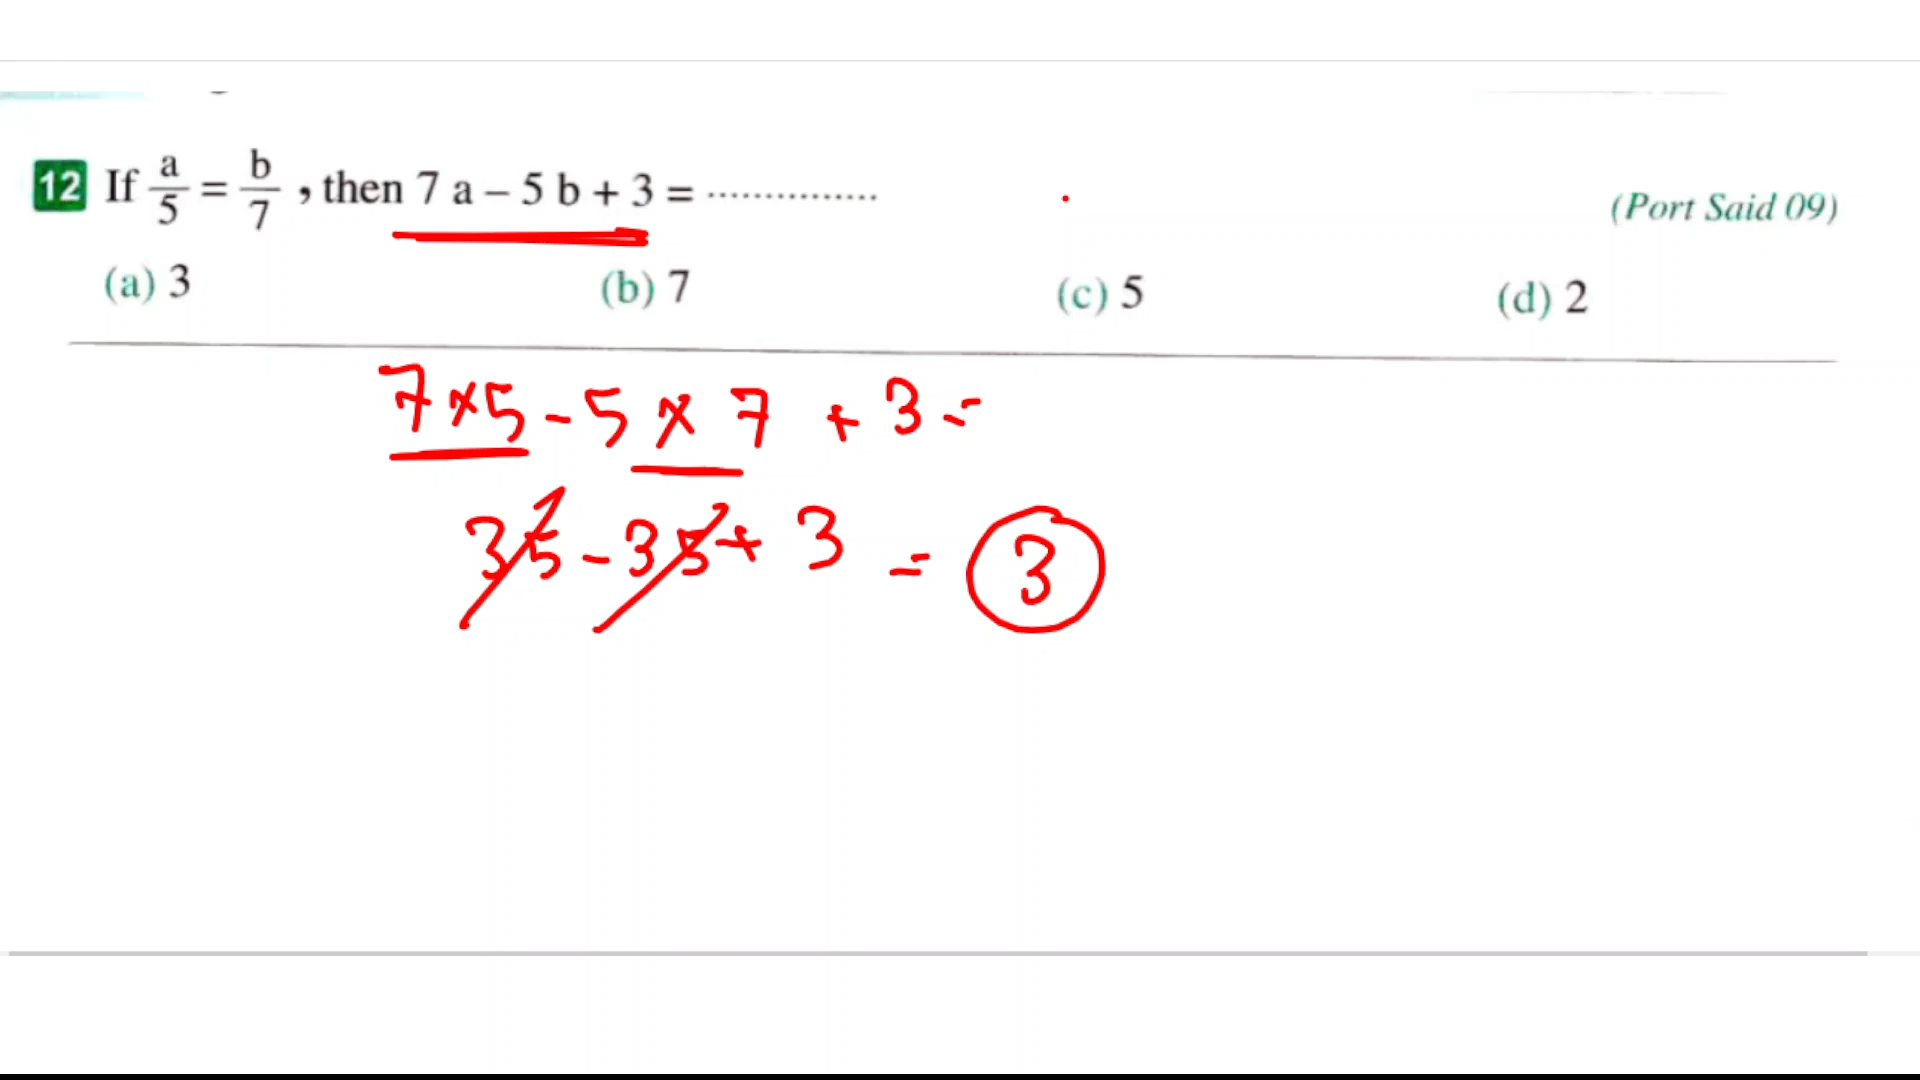 12 If a/5 = b/7 , then 7 a – 5 b + 3 = ............... (Port Said 09)
(a) 3 (b) 7 (c) 5 (d) 2
7 × 5 - 5 × 7 + 3 =
35 - 35 + 3 = 3